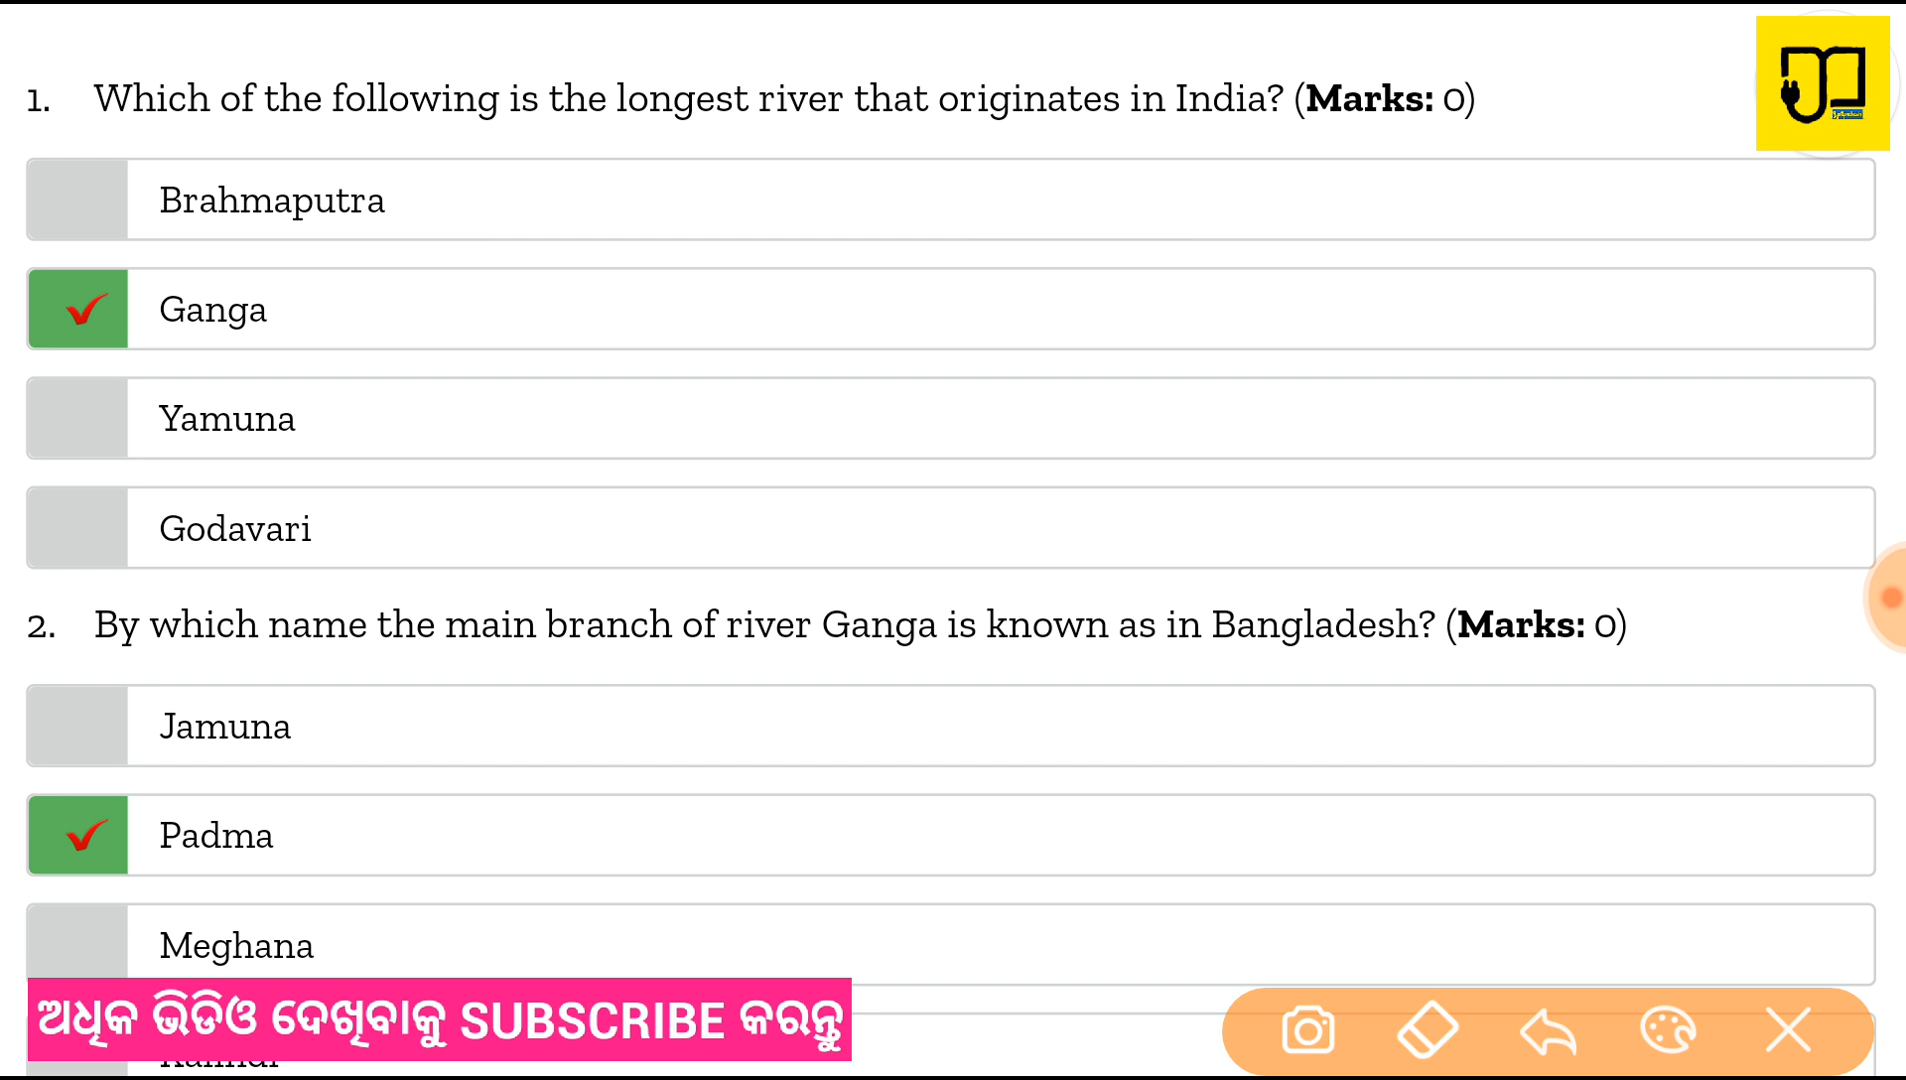 1. Which of the following is the longest river that originates in India? (Marks: 0)
Brahmaputra
Ganga
Yamuna
Godavari
2. By which name the main branch of river Ganga is known as in Bangladesh? (Marks: 0)
Jamuna
Padma
Meghana
ଅଧିକ ଭିଡିଓ ଦେଖିବାକୁ SUBSCRIBE କରନ୍ତୁ